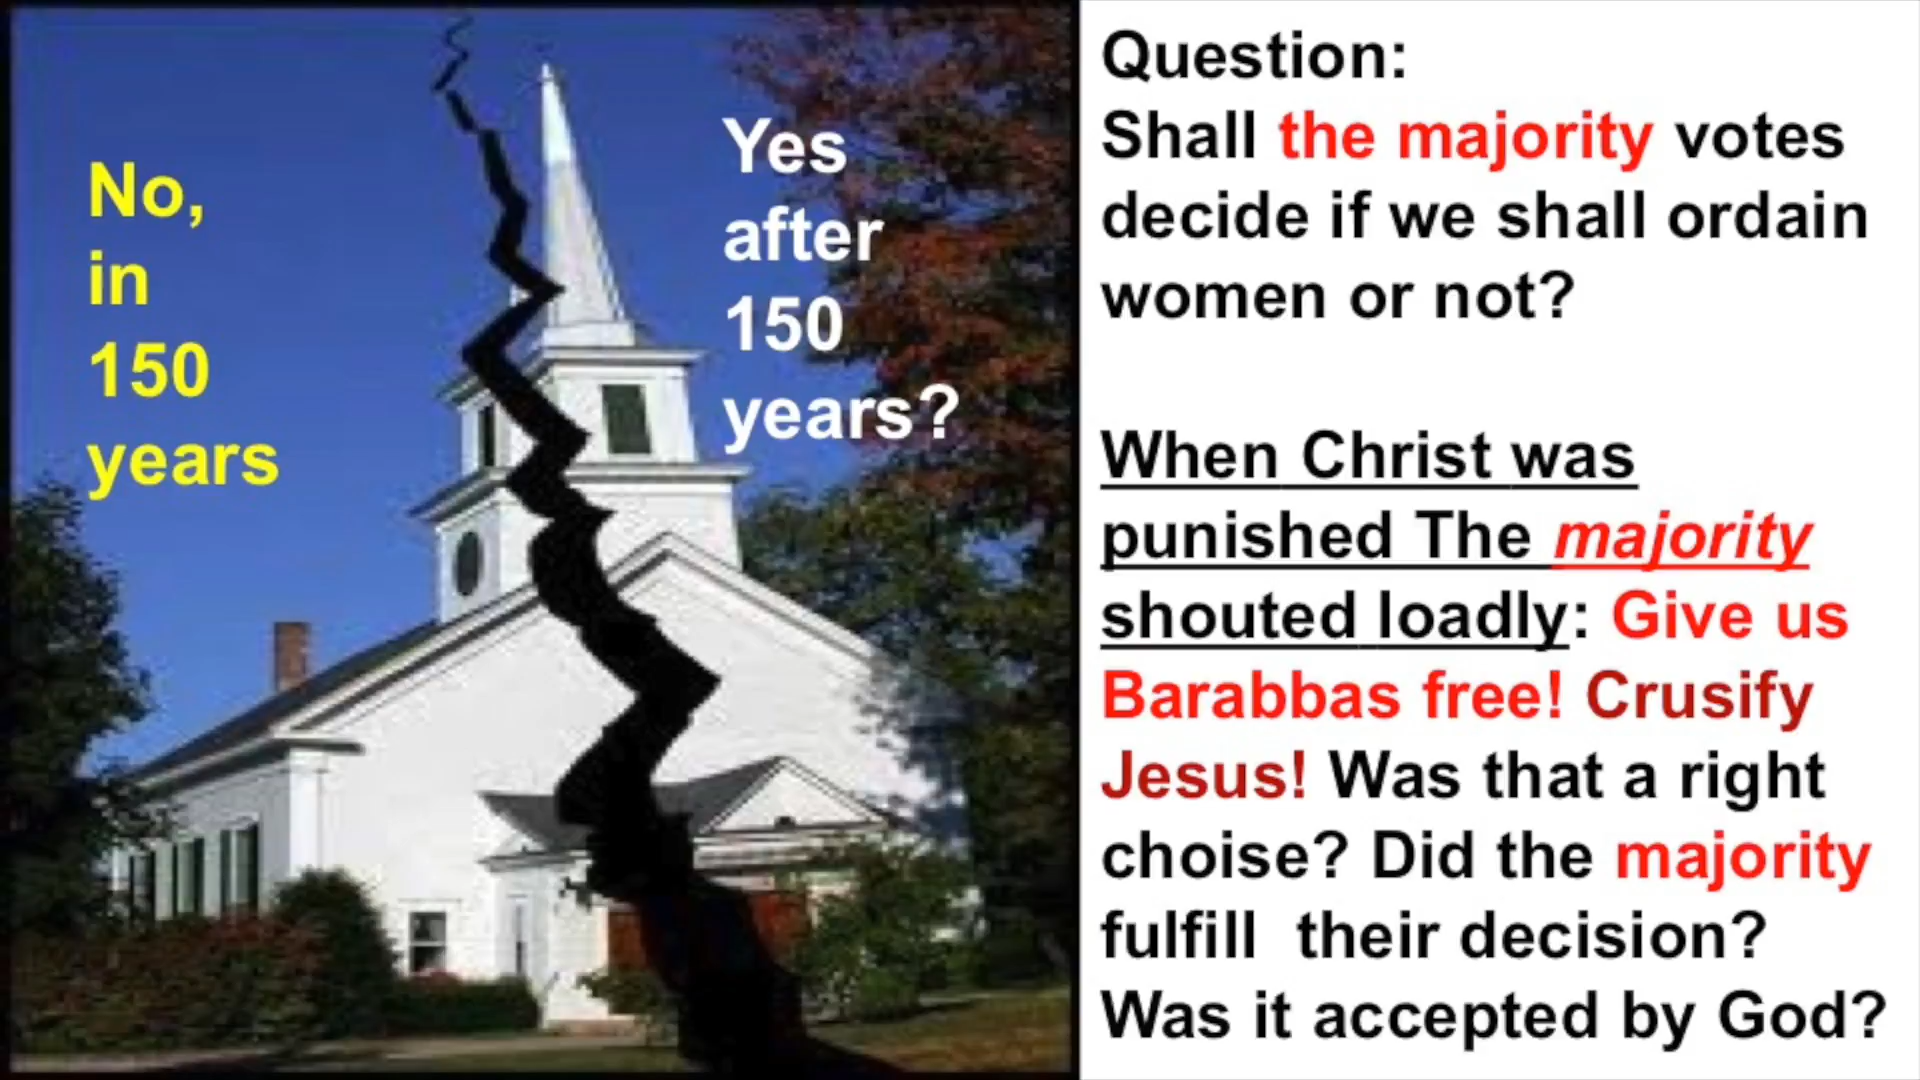 No,
in
150
years
Yes
after
150
years?
Question:
Shall the majority votes
decide if we shall ordain
women or not?
When Christ was
punished The majority
shouted loadly: Give us
Barabbas free! Crusify
Jesus! Was that a right
choise? Did the majority
fulfill  their decision?
Was it accepted by God?